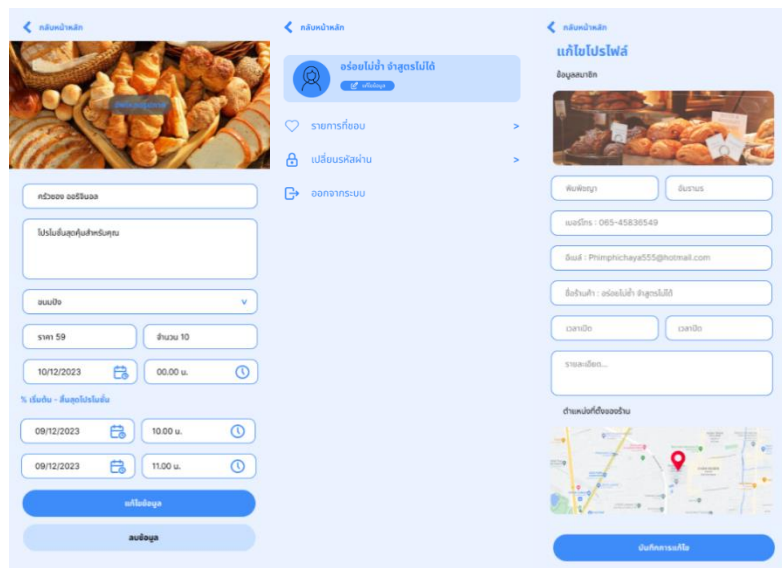 กลับหน้าหลัก
ครัวของ ออริจินอล
โปรโมชั่นสุดคุ้มสำหรับคุณ
ขนมปัง
ราคา 59
จำนวน 10
10/12/2023
00.00 น.
% เริ่มต้น - สิ้นสุดโปรโมชั่น
09/12/2023
10.00 น.
09/12/2023
11.00 น.
แก้ไขข้อมูล
ลบข้อมูล
กลับหน้าหลัก
อร่อยไม่ซ้ำ จำสูตรไม่ได้
แก้ไขข้อมูล
รายการที่ชอบ >
เปลี่ยนรหัสผ่าน >
ออกจากระบบ
กลับหน้าหลัก
แก้ไขโปรไฟล์
ข้อมูลสมาชิก
พิมพ์ชญา
อัมราพร
เบอร์โทร : 065-45836549
อีเมล์ : Phimphichaya555@hotmail.com
ชื่อร้านค้า : อร่อยไม่ซ้ำ จำสูตรไม่ได้
เวลาเปิด
เวลาปิด
รายละเอียด...
ตำแหน่งที่ตั้งของร้าน
บันทึกการแก้ไข